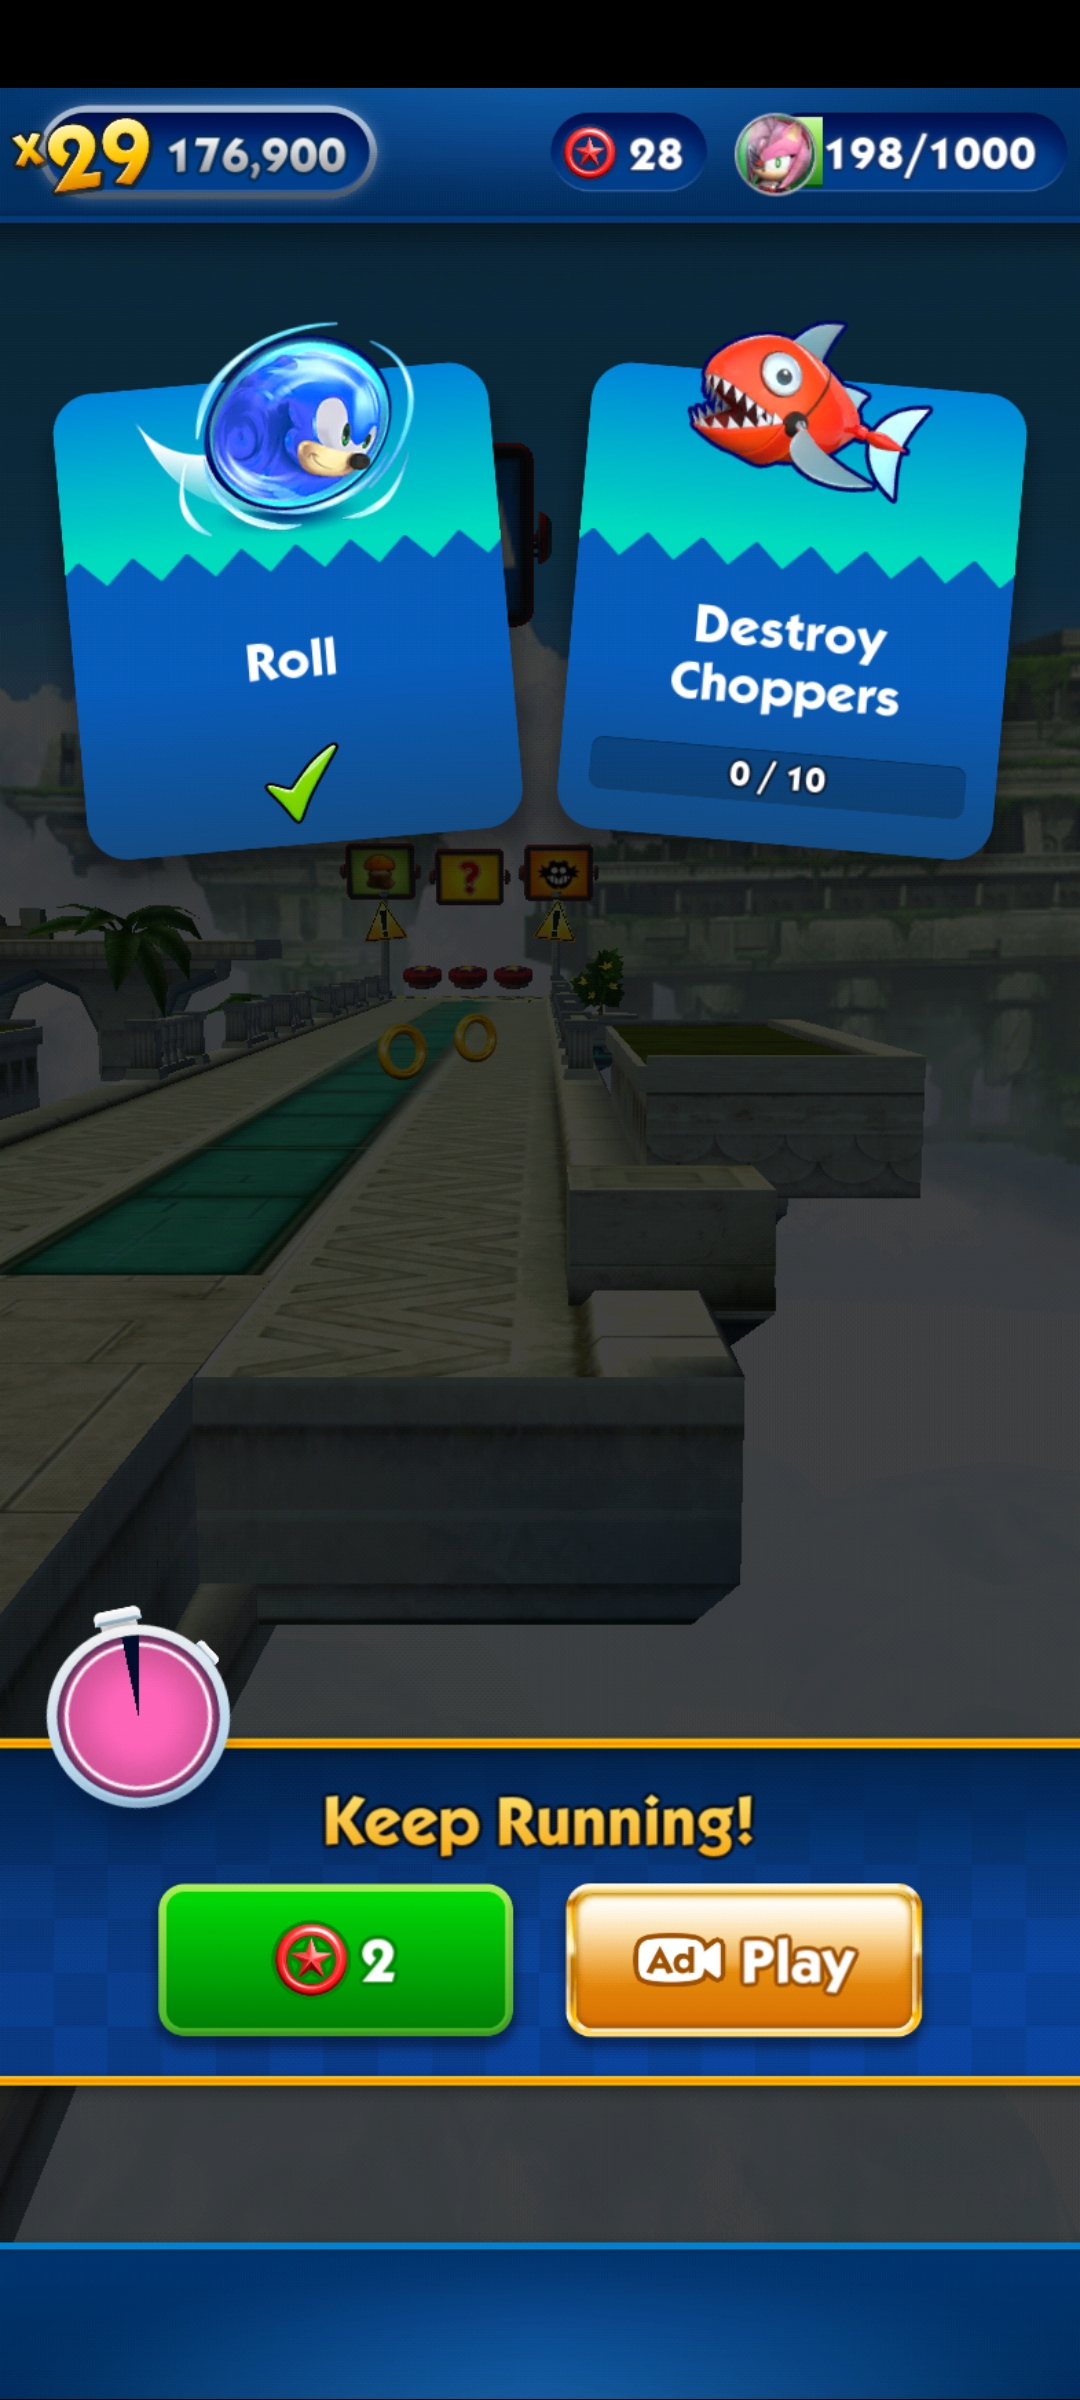 x29 176,900
28
198/1000
Roll
Destroy
Choppers
0 / 10
?
!
!
Keep Running!
2
Ad Play